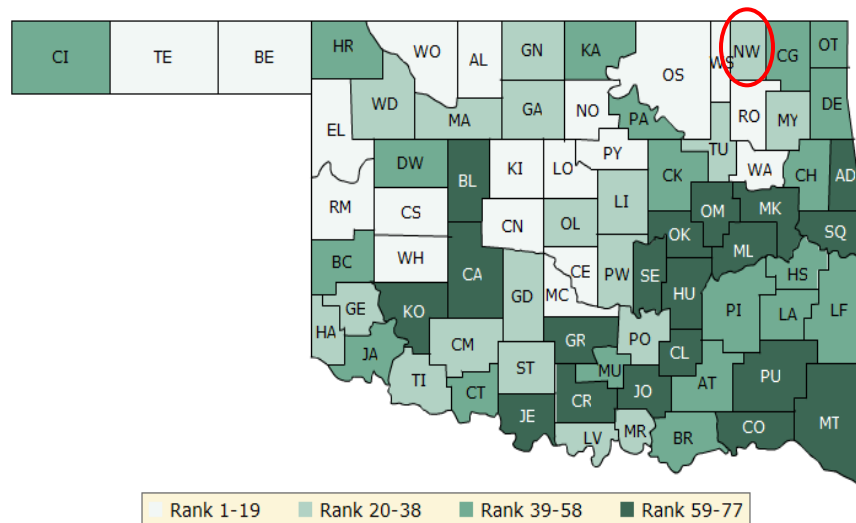 CI TE BE HR WO AL GN KA OS WS NW CG OT
WD MA GA NO PA RO MY DE
EL DW BL KI LO PY CK TU WA CH AD
RM CS CN OL LI OK OM MK SQ
BC WH CA CE PW SE ML HS
HA GE KO GD MC HU PI LA LF
JA CM GR PO CL
TI CT ST MU JO AT PU
JE CR LV MR BR CO MT
Rank 1-19 Rank 20-38 Rank 39-58 Rank 59-77